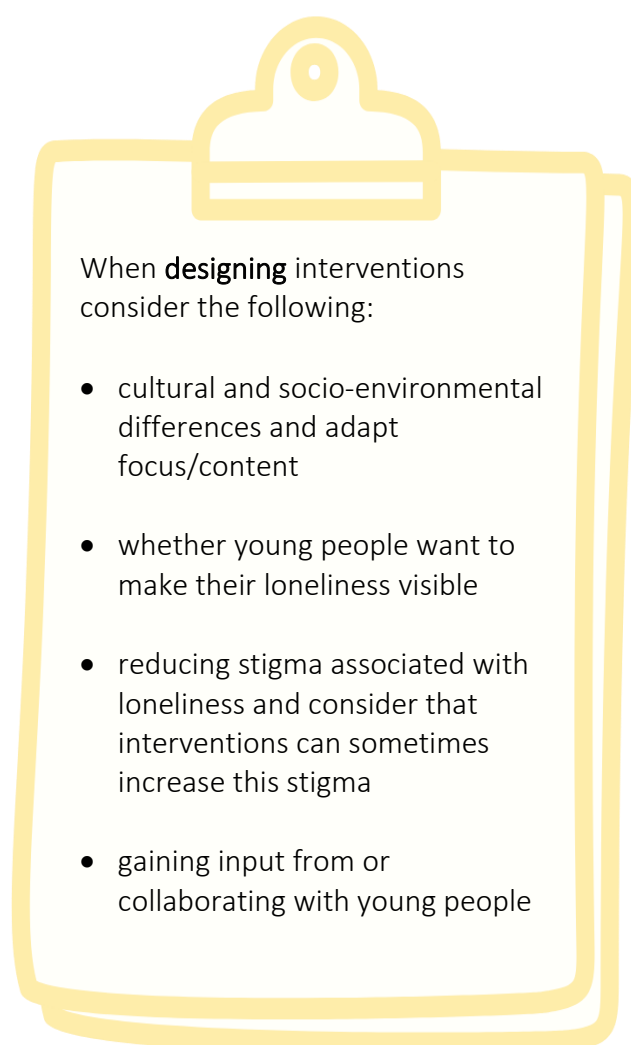 When designing interventions
consider the following:
• cultural and socio-environmental
differences and adapt
focus/content
• whether young people want to
make their loneliness visible
• reducing stigma associated with
loneliness and consider that
interventions can sometimes
increase this stigma
• gaining input from or
collaborating with young people